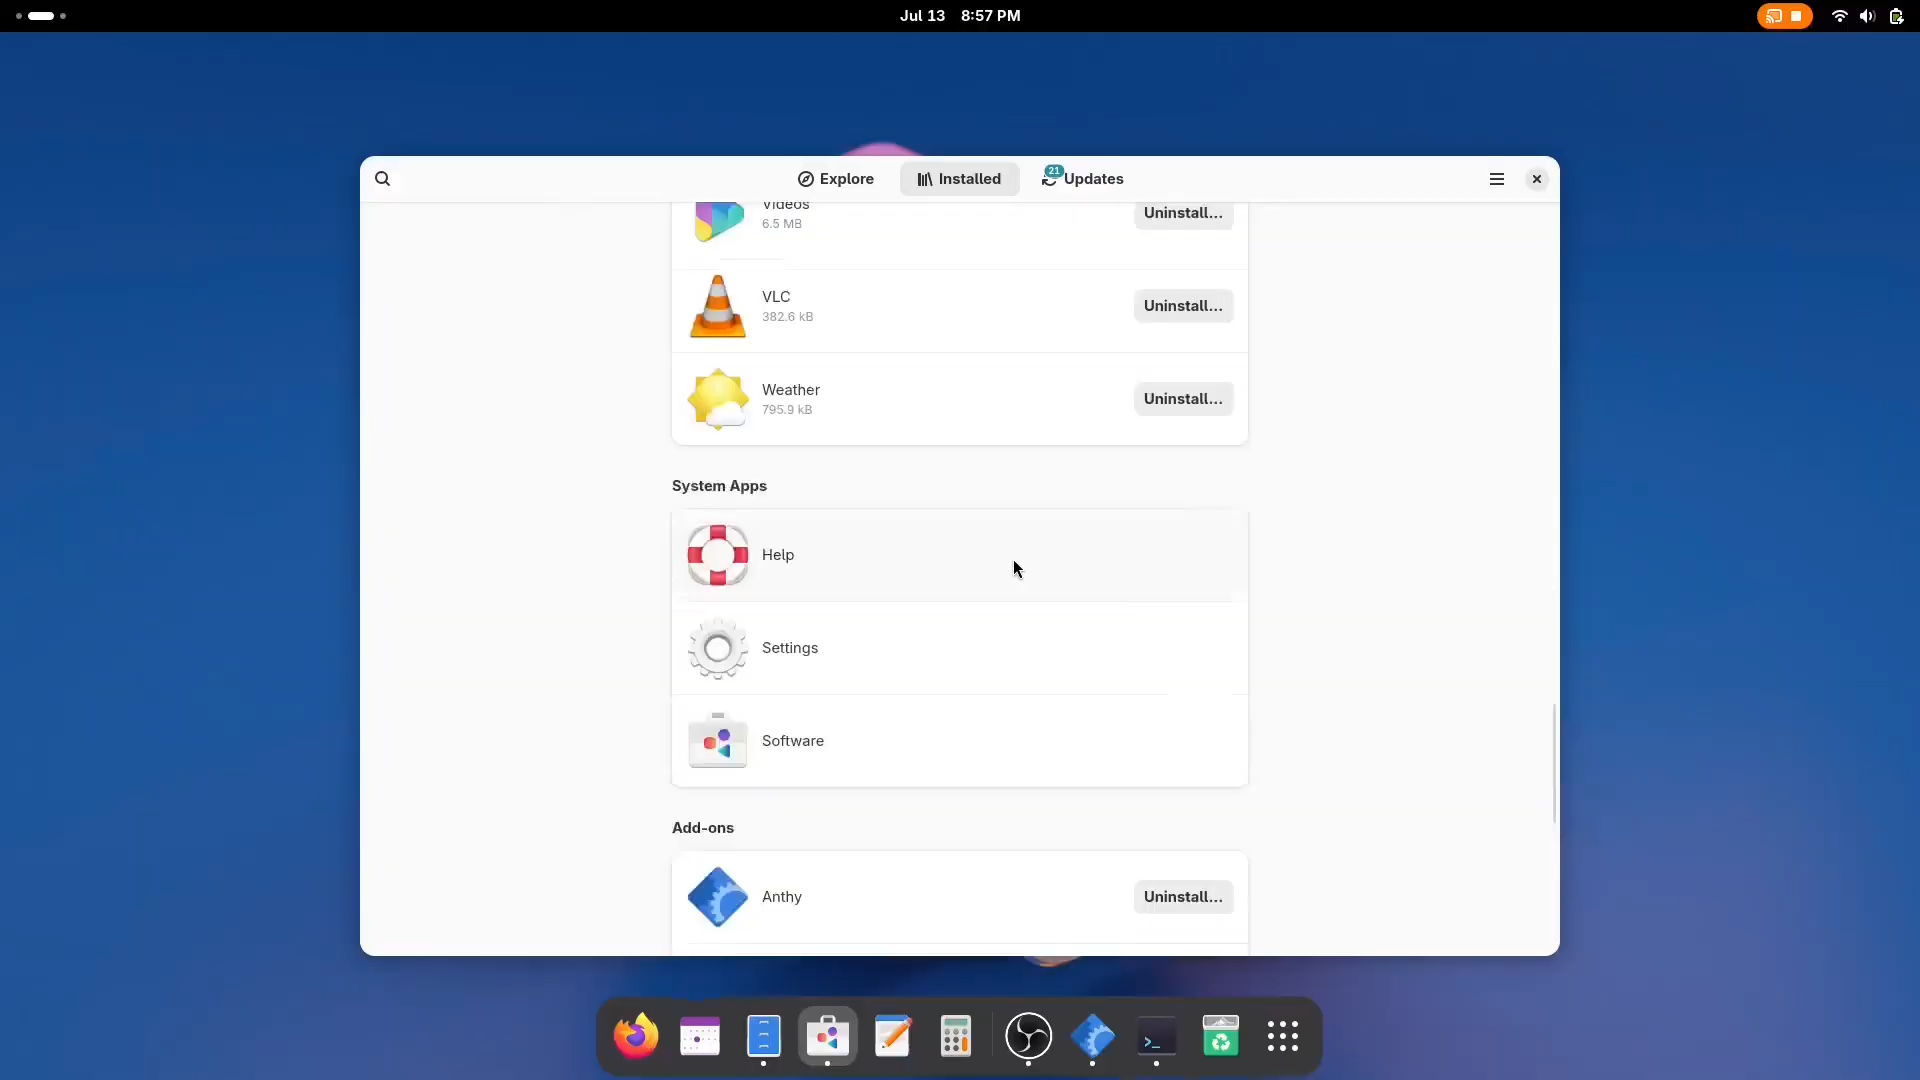 Jul 13 8:57 PM
Explore
Installed
21
Updates
Videos
6.5 MB
Uninstall...
VLC
382.6 kB
Uninstall...
Weather
795.9 kB
Uninstall...
System Apps
Help
Settings
Software
Add-ons
Anthy
Uninstall...
>_